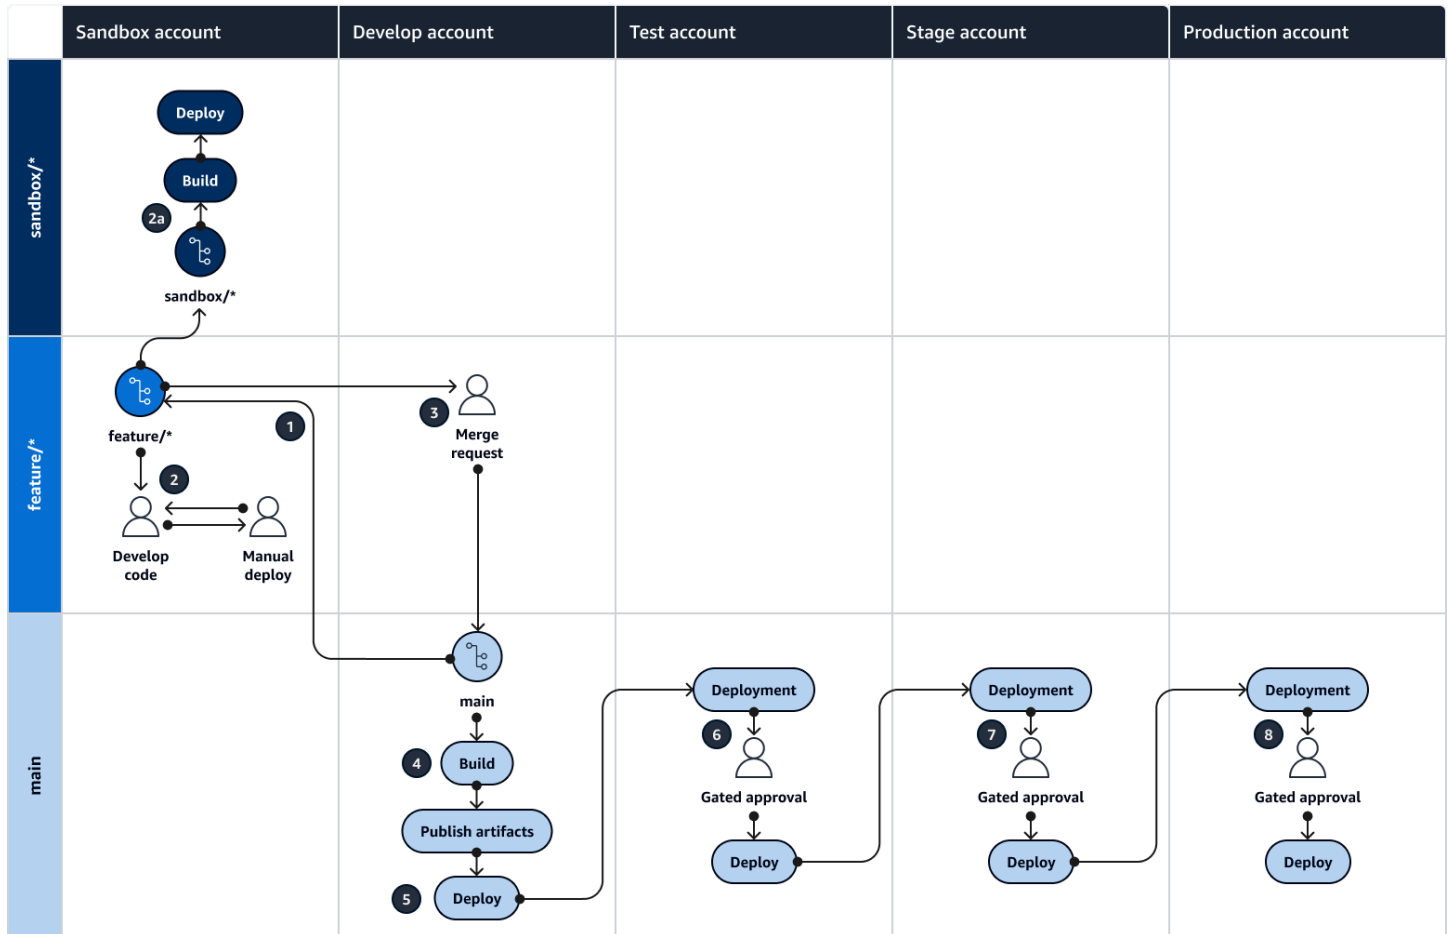 Sandbox account
Develop account
Test account
Stage account
Production account
sandbox/*
Deploy
Build
2a
sandbox/*
feature/*
feature/*
1
3
Merge
request
2
Develop
code
Manual
deploy
main
main
4
Build
Publish artifacts
5
Deploy
Deployment
6
Gated approval
Deploy
Deployment
7
Gated approval
Deploy
Deployment
8
Gated approval
Deploy